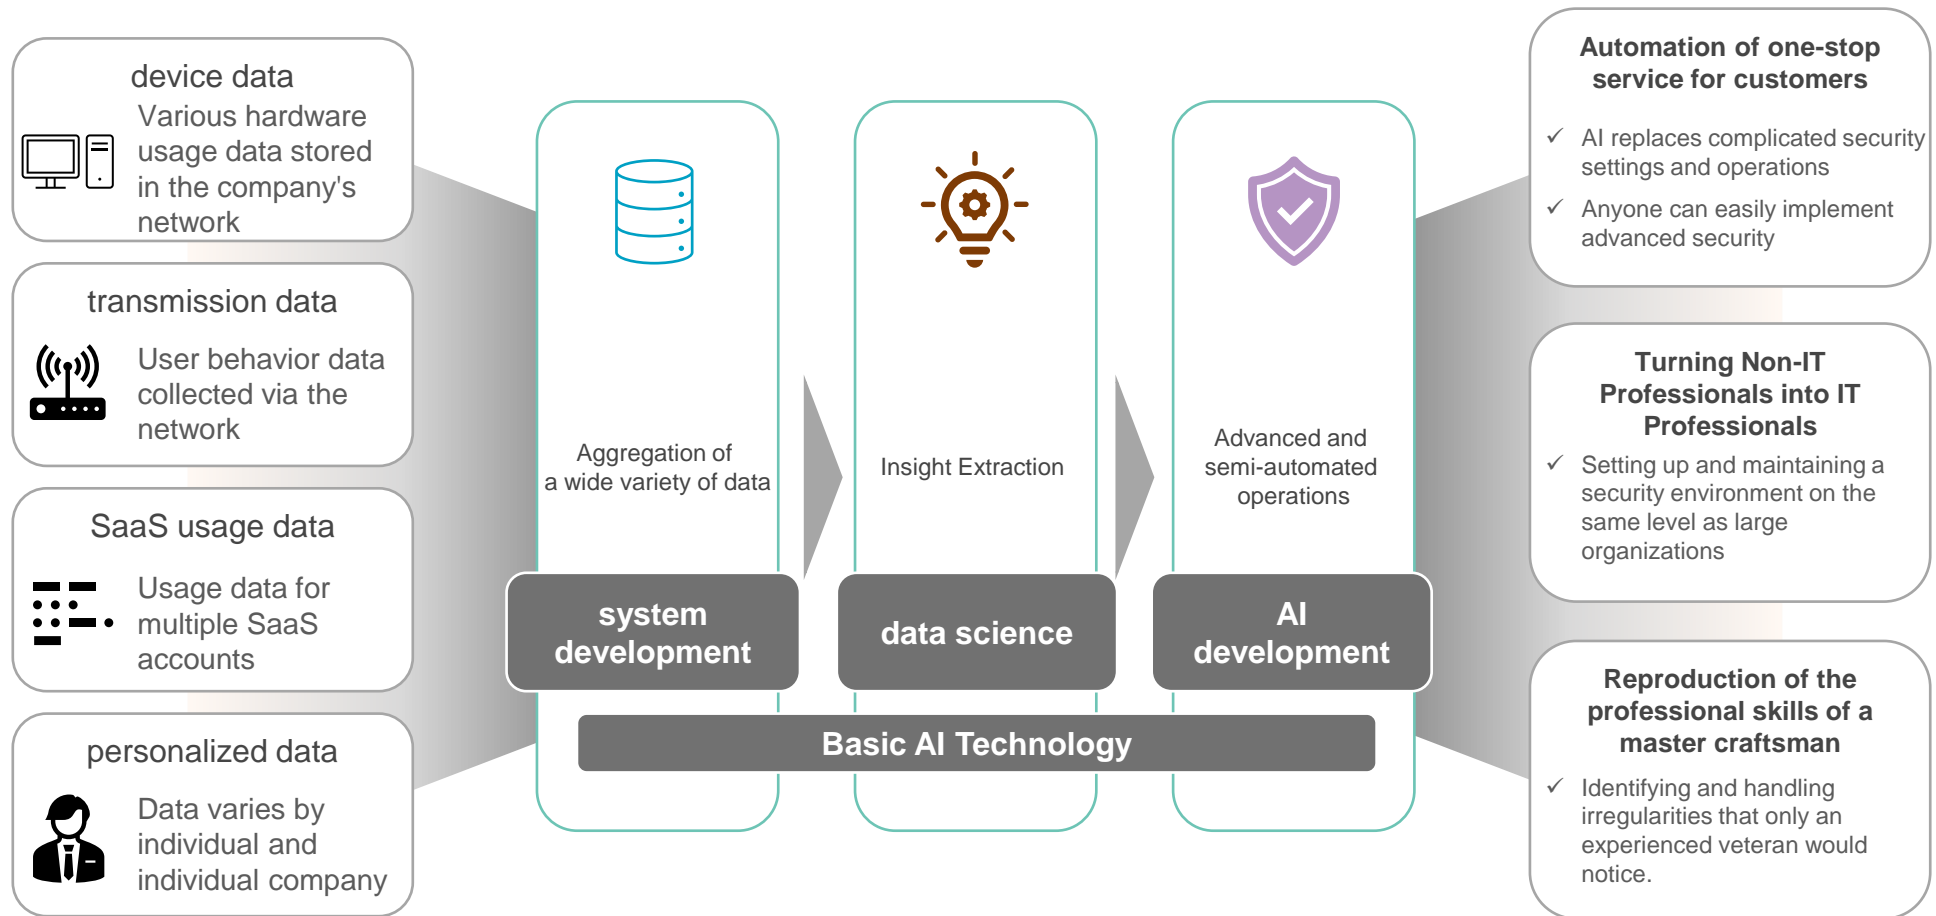 device data
Various hardware
usage data stored
in the company's
network
transmission data
User behavior data
collected via the
network
SaaS usage data
Usage data for
multiple SaaS
accounts
personalized data
Data varies by
individual and
individual company
Aggregation of
a wide variety of data
system
development
Insight Extraction
data science
Advanced and
semi-automated
operations
AI
development
Basic AI Technology
Automation of one-stop
service for customers
✓ AI replaces complicated security
settings and operations
✓ Anyone can easily implement
advanced security
Turning Non-IT
Professionals into IT
Professionals
✓ Setting up and maintaining a
security environment on the
same level as large
organizations
Reproduction of the
professional skills of a
master craftsman
✓ Identifying and handling
irregularities that only an
experienced veteran would
notice.